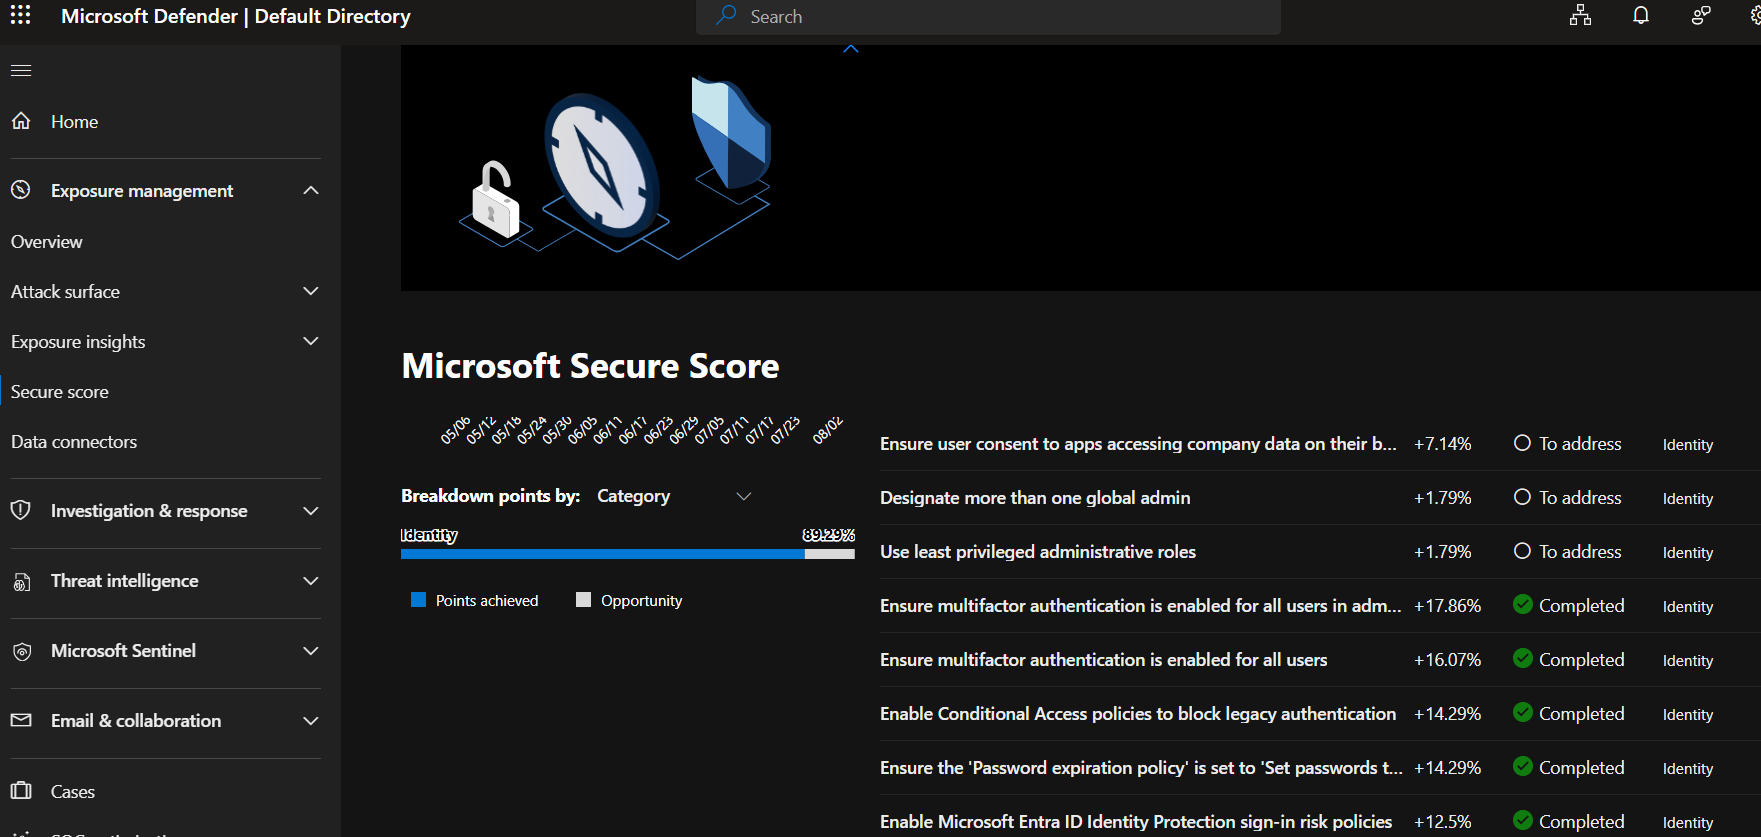 Microsoft Defender | Default Directory
Search
Home
Exposure management
Overview
Attack surface
Exposure insights
Secure score
Data connectors
Investigation & response
Threat intelligence
Microsoft Sentinel
Email & collaboration
Cases
Microsoft Secure Score
05/06 05/12 05/18 05/24 05/30 06/05 06/11 06/17 06/23 06/29 07/05 07/11 07/17 07/23 08/02
Breakdown points by: Category
Identity 89.29%
Points achieved Opportunity
Ensure user consent to apps accessing company data on their b... +7.14% To address Identity
Designate more than one global admin +1.79% To address Identity
Use least privileged administrative roles +1.79% To address Identity
Ensure multifactor authentication is enabled for all users in adm... +17.86% Completed Identity
Ensure multifactor authentication is enabled for all users +16.07% Completed Identity
Enable Conditional Access policies to block legacy authentication +14.29% Completed Identity
Ensure the 'Password expiration policy' is set to 'Set passwords t... +14.29% Completed Identity
Enable Microsoft Entra ID Identity Protection sign-in risk policies +12.5% Completed Identity